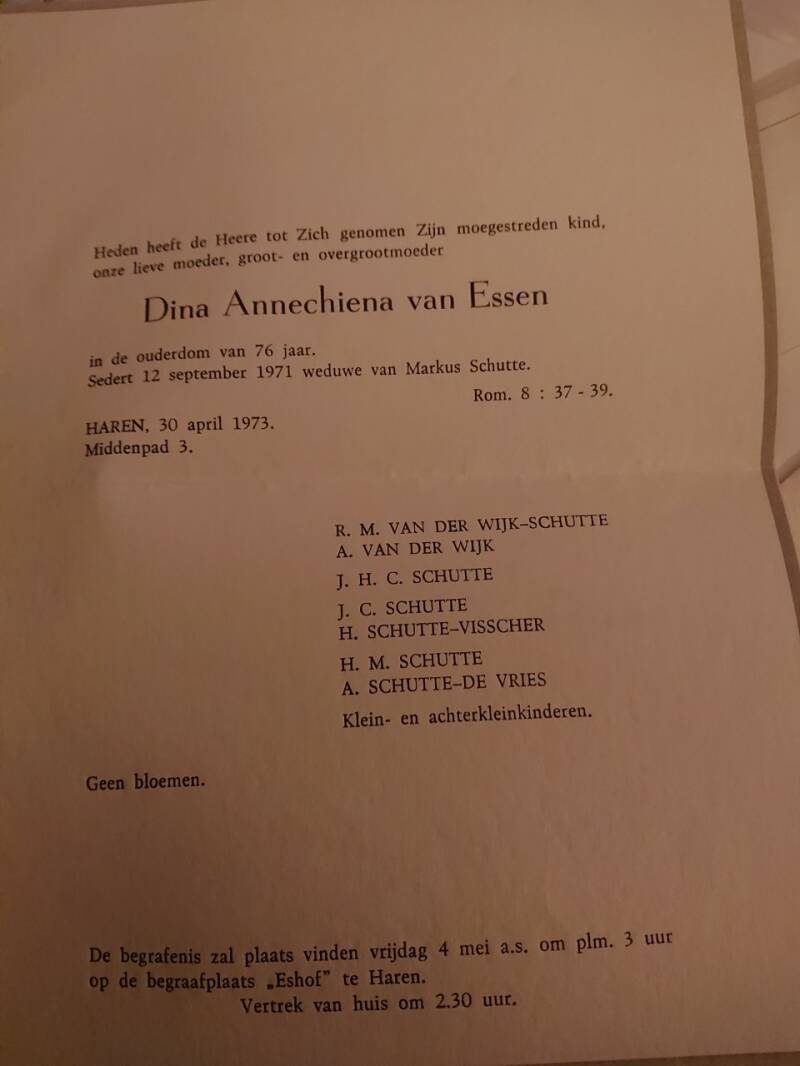 Heden heeft de Heere tot Zich genomen Zijn moegestreden kind,
onze lieve moeder, groot- en overgrootmoeder
Dina Annechiena van Essen
in de ouderdom van 76 jaar.
Sedert 12 september 1971 weduwe van Markus Schutte.
Rom. 8 : 37 - 39.
HAREN, 30 april 1973.
Middenpad 3.
R. M. VAN DER WIJK–SCHUTTE
A. VAN DER WIJK
J. H. C. SCHUTTE
J. C. SCHUTTE
H. SCHUTTE–VISSCHER
H. M. SCHUTTE
A. SCHUTTE–DE VRIES
Klein- en achterkleinkinderen.
Geen bloemen.
De begrafenis zal plaats vinden vrijdag 4 mei a.s. om plm. 3 uur
op de begraafplaats „Eshof” te Haren.
Vertrek van huis om 2.30 uur.